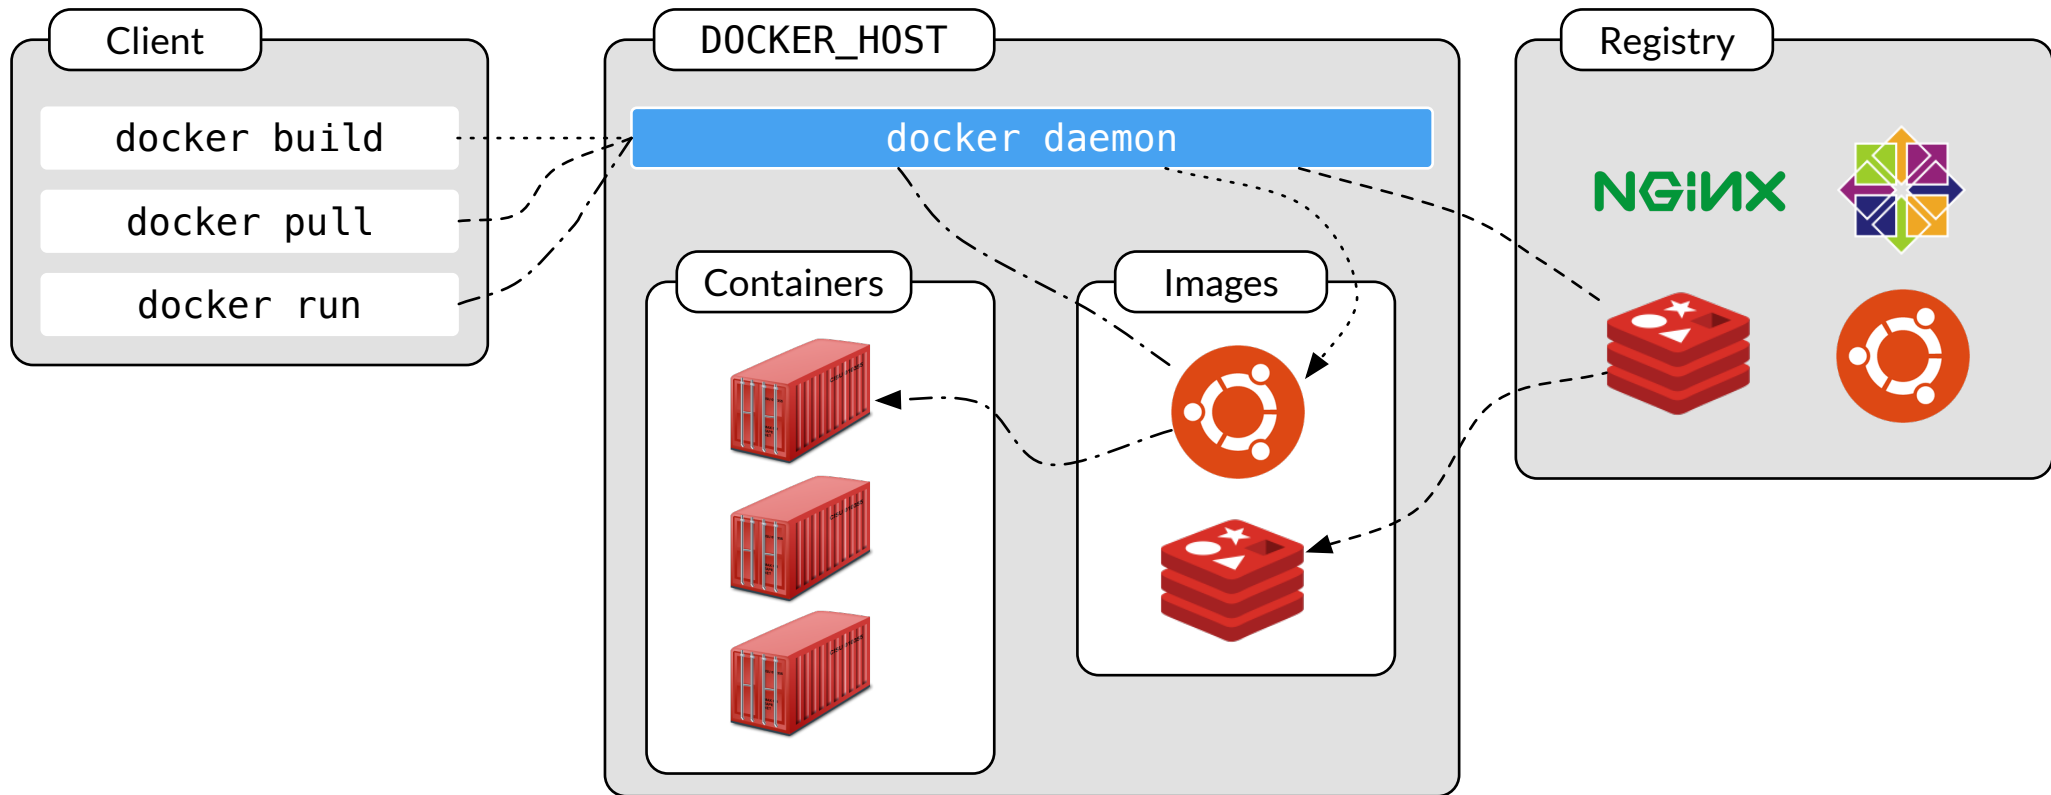 Client
docker build
docker pull
docker run
DOCKER_HOST
docker daemon
Containers
Images
Registry
NGINX